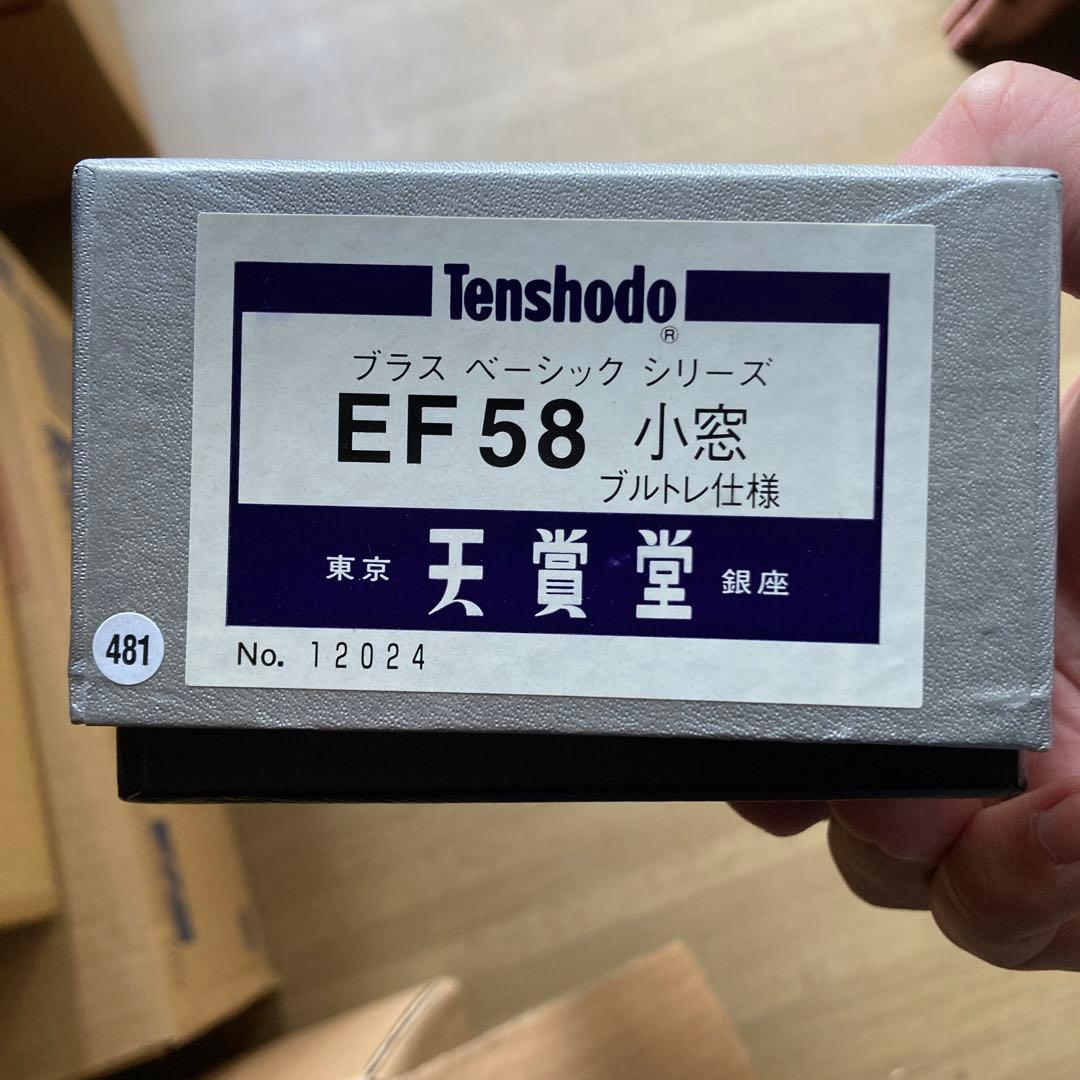 Tenshodo
®
ブラス ベーシック シリーズ
EF58 小窓
ブルトレ仕様
東京 天賞堂 銀座
481
No. 12024